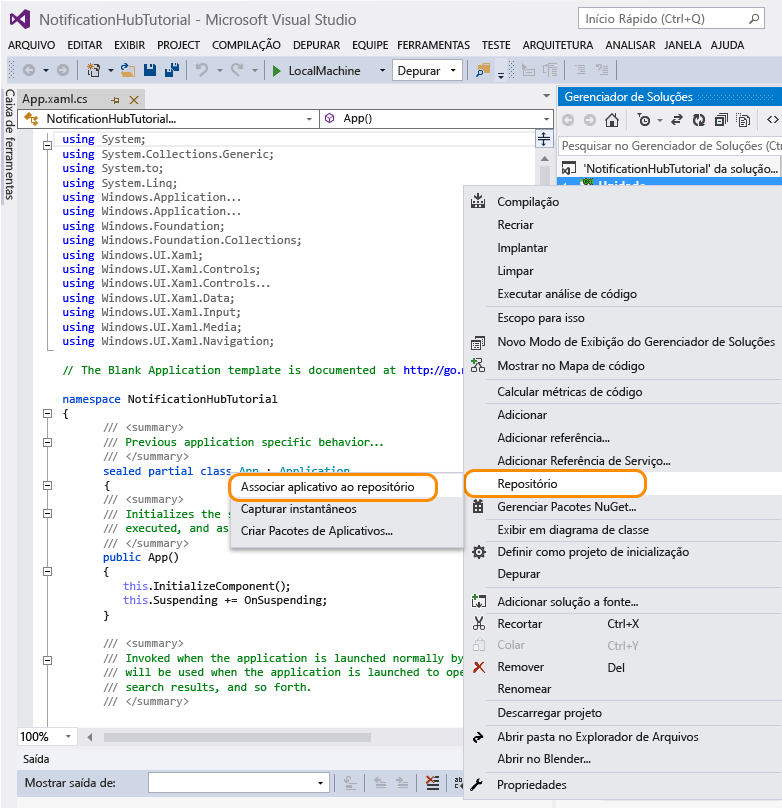 NotificationHubTutorial - Microsoft Visual Studio
Início Rápido (Ctrl+Q)
ARQUIVO EDITAR EXIBIR PROJECT COMPILAÇÃO DEPURAR EQUIPE FERRAMENTAS TESTE ARQUITETURA ANALISAR JANELA AJUDA
LocalMachine
Depurar
Caixa de ferramentas
App.xaml.cs
NotificationHubTutorial...
App()
using System;
using System.Collections.Generic;
using System.to;
using System.Linq;
using Windows.Application...
using Windows.Application...
using Windows.Foundation;
using Windows.Foundation.Collections;
using Windows.UI.Xaml;
using Windows.UI.Xaml.Controls;
using Windows.UI.Xaml.Controls...
using Windows.UI.Xaml.Data;
using Windows.UI.Xaml.Input;
using Windows.UI.Xaml.Media;
using Windows.UI.Xaml.Navigation;
// The Blank Application template is documented at http://go.
namespace NotificationHubTutorial
{
/// <summary>
/// Previous application specific behavior...
/// </summary>
sealed partial class App : Application
{
/// <summary>
/// Initializes the
/// executed, and as
/// </summary>
public App()
{
this.InitializeComponent();
this.Suspending += OnSuspending;
}
/// <summary>
/// Invoked when the application is launched normally by
/// will be used when the application is launched to ope
/// search results, and so forth.
/// </summary>
100%
Saída
Mostrar saída de:
Gerenciador de Soluções
Pesquisar no Gerenciador de Soluções (Ctr
'NotificationHubTutorial' da solução...
Compilação
Recriar
Implantar
Limpar
Executar análise de código
Escopo para isso
Novo Modo de Exibição do Gerenciador de Soluções
Mostrar no Mapa de código
Calcular métricas de código
Adicionar
Adicionar referência...
Adicionar Referência de Serviço...
Repositório
Gerenciar Pacotes NuGet...
Exibir em diagrama de classe
Definir como projeto de inicialização
Depurar
Adicionar solução a fonte...
Recortar Ctrl+X
Colar Ctrl+Y
Remover Del
Renomear
Descarregar projeto
Abrir pasta no Explorador de Arquivos
Abrir no Blender...
Propriedades
Associar aplicativo ao repositório
Capturar instantâneos
Criar Pacotes de Aplicativos...